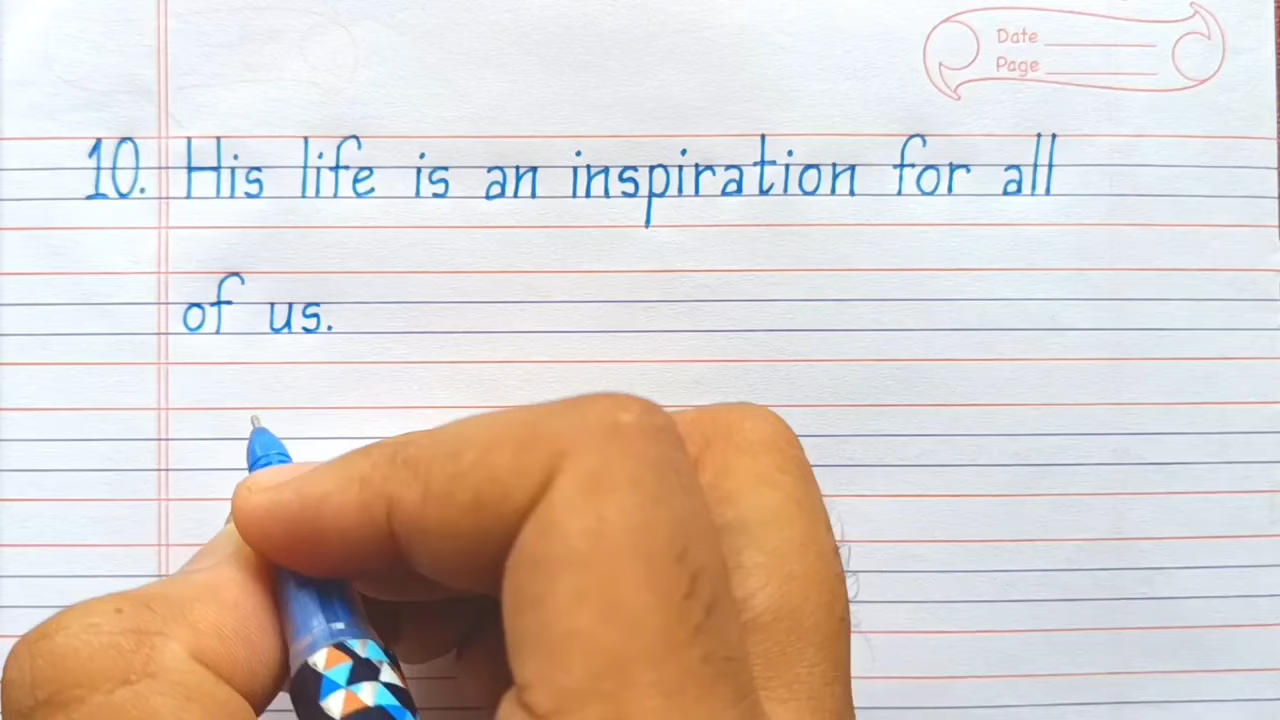 Date
Page
10. His life is an inspiration for all
of us.